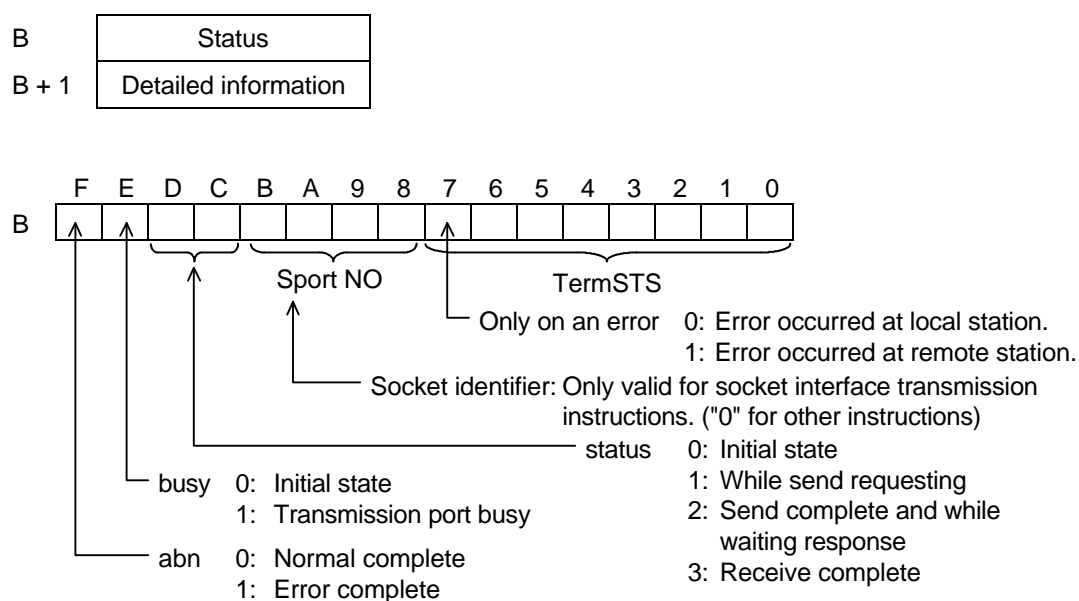 B Status
B + 1 Detailed information
F E D C B A 9 8 7 6 5 4 3 2 1 0
B
Sport NO TermSTS
Only on an error 0: Error occurred at local station.
1: Error occurred at remote station.
Socket identifier: Only valid for socket interface transmission
instructions. ("0" for other instructions)
status 0: Initial state
1: While send requesting
2: Send complete and while
waiting response
3: Receive complete
busy 0: Initial state
1: Transmission port busy
abn 0: Normal complete
1: Error complete